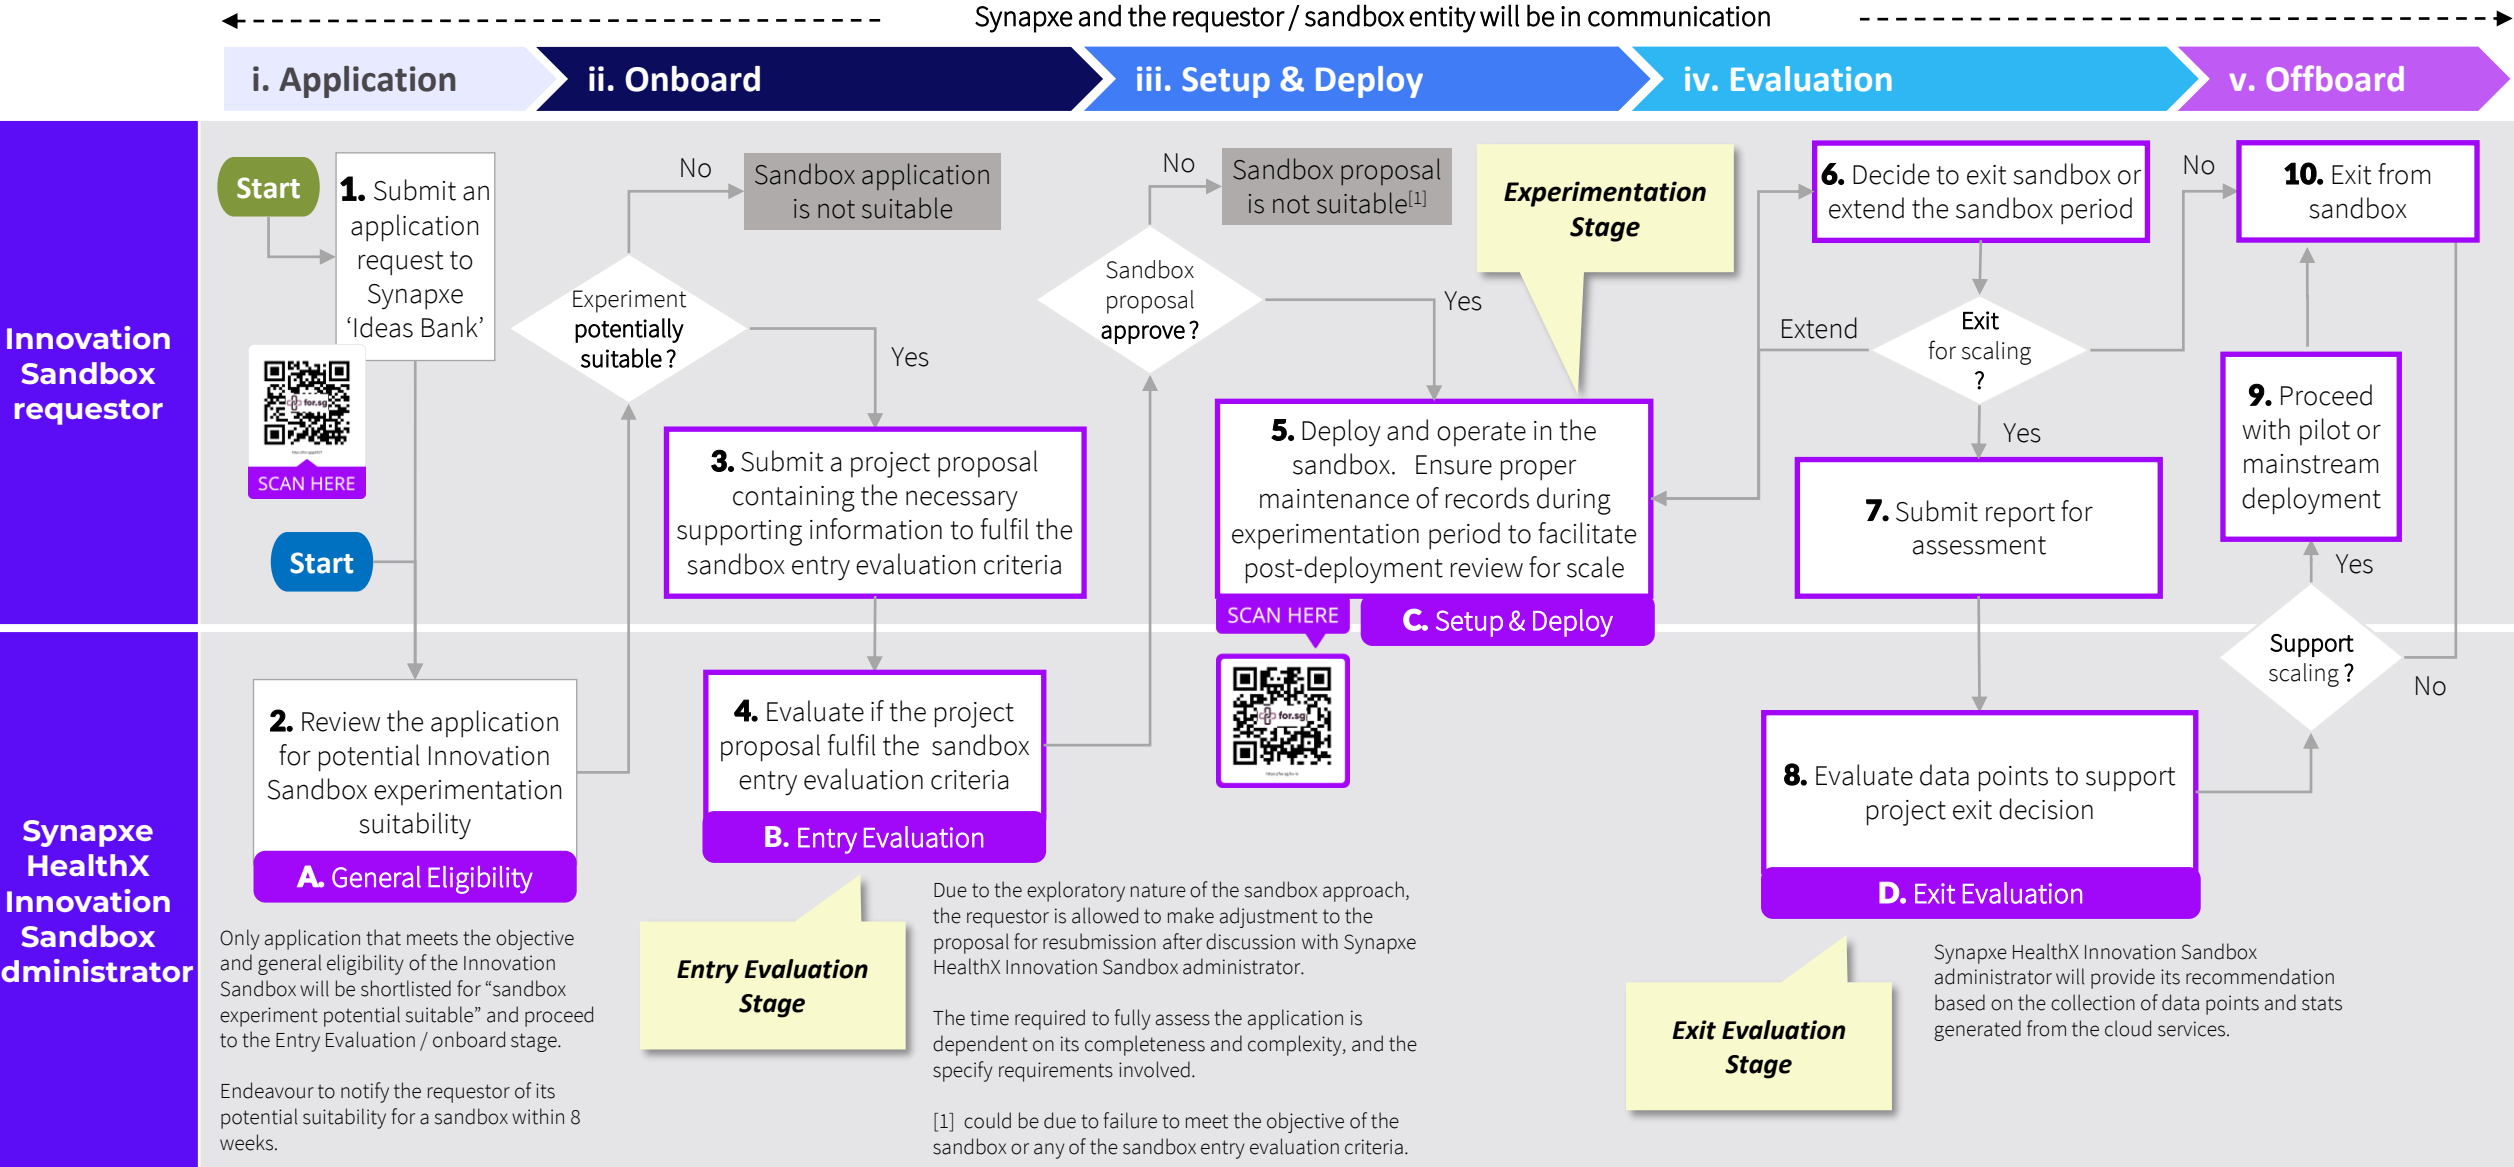 Synapxe and the requestor / sandbox entity will be in communication
i. Application
ii. Onboard
iii. Setup & Deploy
iv. Evaluation
v. Offboard
Innovation
Sandbox
requestor
Start
1. Submit an
application
request to
Synapxe
‘Ideas Bank’
for.sg
SCAN HERE
Start
Experiment
potentially
suitable ?
No
Sandbox application
is not suitable
Yes
3. Submit a project proposal
containing the necessary
supporting information to fulfil the
sandbox entry evaluation criteria
Sandbox
proposal
approve ?
No
Sandbox proposal
is not suitable[1]
Yes
Experimentation
Stage
5. Deploy and operate in the
sandbox. Ensure proper
maintenance of records during
experimentation period to facilitate
post-deployment review for scale
C. Setup & Deploy
SCAN HERE
for.sg
6. Decide to exit sandbox or
extend the sandbox period
Exit
for scaling
?
Extend
No
Yes
7. Submit report for
assessment
10. Exit from
sandbox
9. Proceed
with pilot or
mainstream
deployment
Yes
Support
scaling ?
No
Synapxe
HealthX
Innovation
Sandbox
dministrator
2. Review the application
for potential Innovation
Sandbox experimentation
suitability
A. General Eligibility
Only application that meets the objective
and general eligibility of the Innovation
Sandbox will be shortlisted for “sandbox
experiment potential suitable” and proceed
to the Entry Evaluation / onboard stage.
Endeavour to notify the requestor of its
potential suitability for a sandbox within 8
weeks.
4. Evaluate if the project
proposal fulfil the sandbox
entry evaluation criteria
B. Entry Evaluation
Entry Evaluation
Stage
Due to the exploratory nature of the sandbox approach,
the requestor is allowed to make adjustment to the
proposal for resubmission after discussion with Synapxe
HealthX Innovation Sandbox administrator.
The time required to fully assess the application is
dependent on its completeness and complexity, and the
specify requirements involved.
[1] could be due to failure to meet the objective of the
sandbox or any of the sandbox entry evaluation criteria.
8. Evaluate data points to support
project exit decision
D. Exit Evaluation
Exit Evaluation
Stage
Synapxe HealthX Innovation Sandbox
administrator will provide its recommendation
based on the collection of data points and stats
generated from the cloud services.